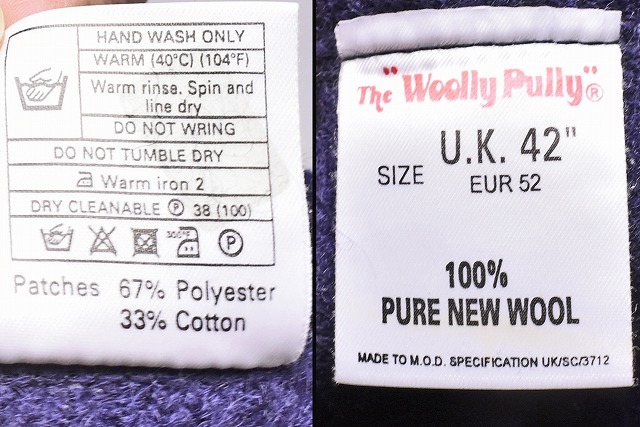 HAND WASH ONLY
WARM (40°C) (104°F)
Warm rinse. Spin and
line dry
DO NOT WRING
DO NOT TUMBLE DRY
Warm iron 2
DRY CLEANABLE Ⓟ 38 (100)
300°F
P
Patches 67% Polyester
33% Cotton
The "Woolly Pully"®
U.K. 42"
SIZE
EUR 52
100%
PURE NEW WOOL
MADE TO M.O.D. SPECIFICATION UK/SC/3712